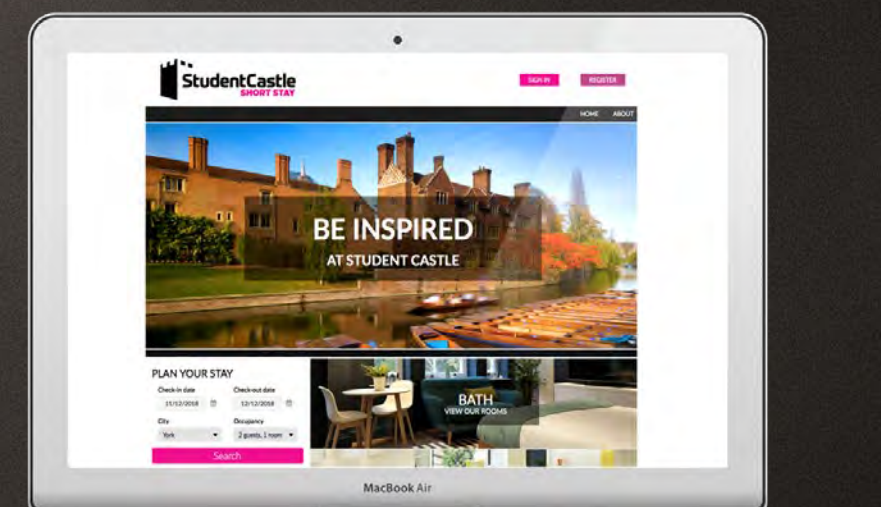 StudentCastle
SHORT STAY
SIGN IN
REGISTER
HOME
ABOUT
BE INSPIRED
AT STUDENT CASTLE
PLAN YOUR STAY
Check-in date
Check-out date
11/12/2018
12/12/2018
City
Occupancy
York
2 guests, 1 room
Search
BATH
VIEW OUR ROOMS
MacBook Air